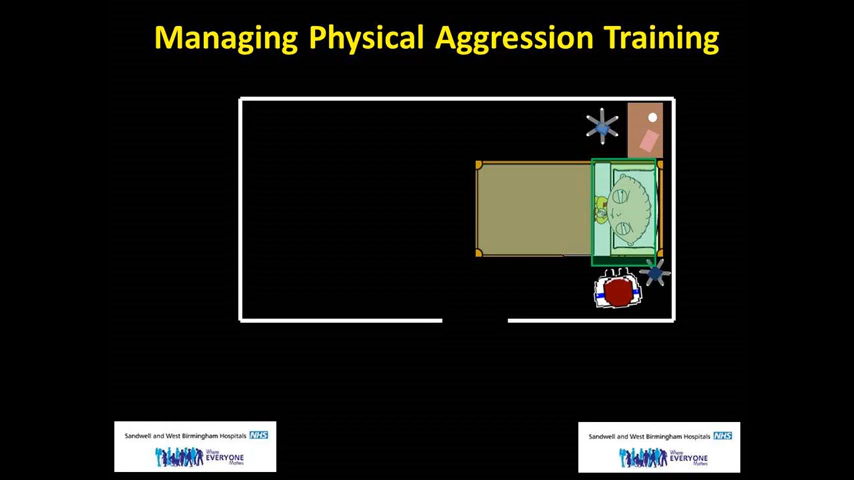 Managing Physical Aggression Training
Sandwell and West Birmingham Hospitals NHS
Where
EVERYONE
Matters
Sandwell and West Birmingham Hospitals NHS
Where
EVERYONE
Matters